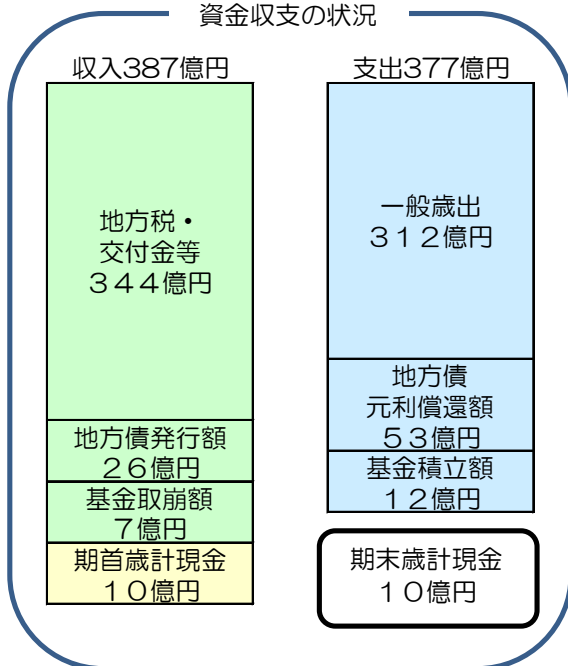 資金収支の状況
収入387億円
地方税・
交付金等
３４４億円
地方債発行額
２６億円
基金取崩額
７億円
期首歳計現金
１０億円
支出377億円
一般歳出
３１２億円
地方債
元利償還額
５３億円
基金積立額
１２億円
期末歳計現金
１０億円